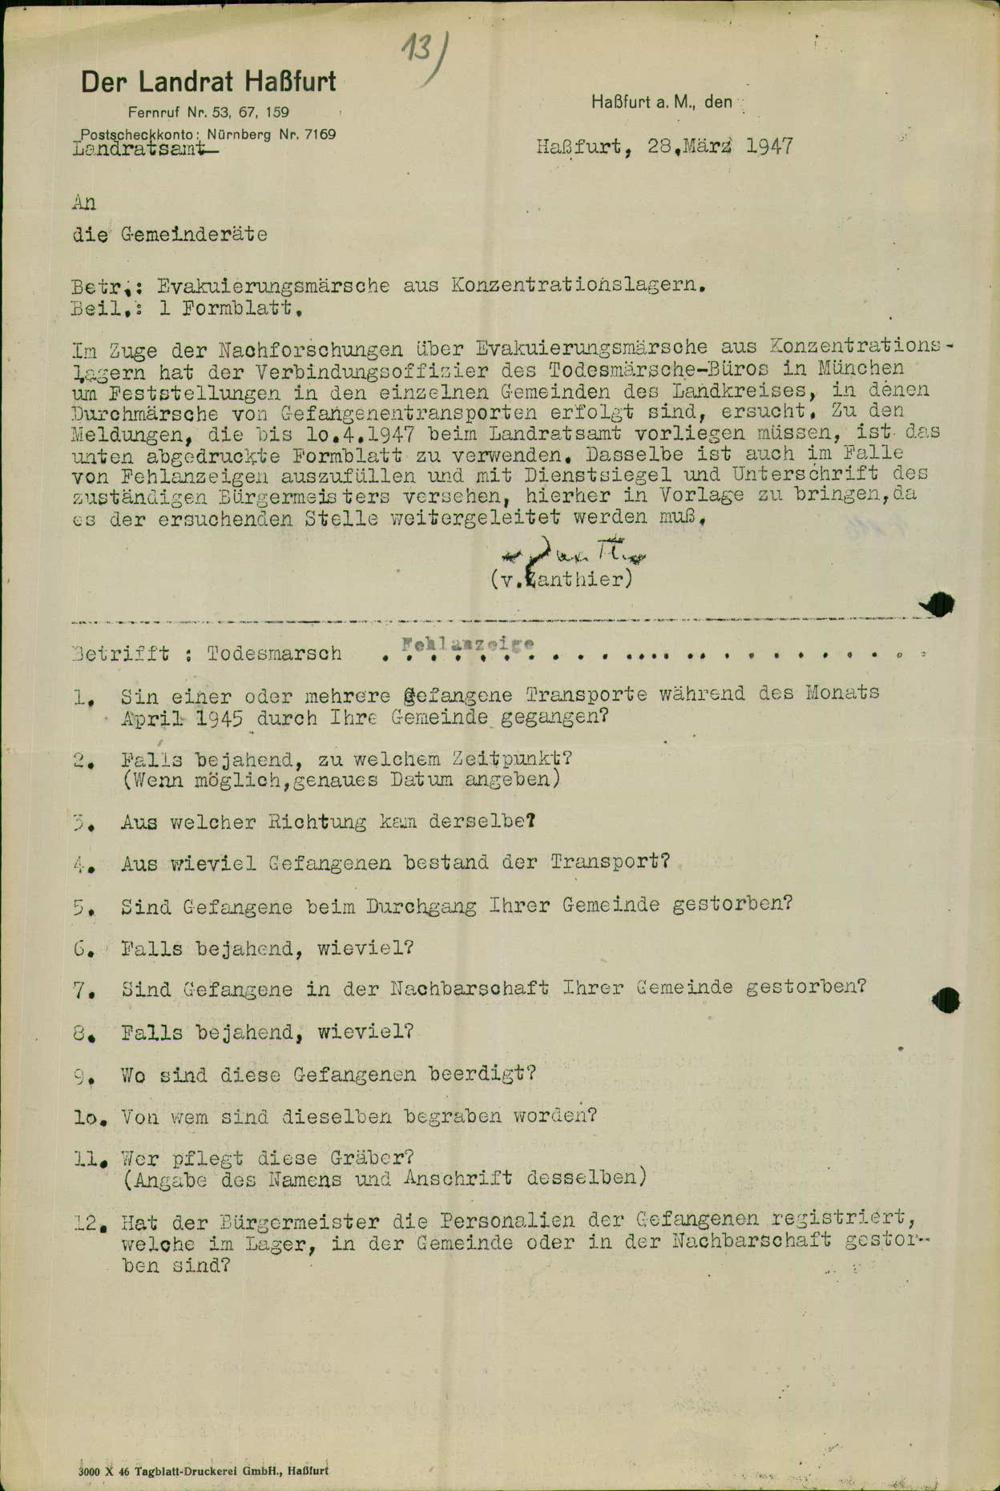 13)
Der Landrat Haßfurt
Fernruf Nr. 53, 67, 159
Postscheckkonto: Nürnberg Nr. 7169
Landratsamt
Haßfurt a. M., den
Haßfurt, 28.März 1947
An
die Gemeinderäte
Betr.: Evakuierungsmärsche aus Konzentrationslagern.
Beil.: 1 Formblatt.
Im Zuge der Nachforschungen über Evakuierungsmärsche aus Konzentrations-
lagern hat der Verbindungsoffizier des Todesmärsche-Büros in München
um Feststellungen in den einzelnen Gemeinden des Landkreises, in denen
Durchmärsche von Gefangenentransporten erfolgt sind, ersucht. Zu den
Meldungen, die bis 1o.4.1947 beim Landratsamt vorliegen müssen, ist das
unten abgedruckte Formblatt zu verwenden. Dasselbe ist auch im Falle
von Fehlanzeigen auszufüllen und mit Dienstsiegel und Unterschrift des
zuständigen Bürgermeisters versehen, hierher in Vorlage zu bringen,da
es der ersuchenden Stelle weitergeleitet werden muß.
(v.Zanthier)
Betrifft : Todesmarsch Fehlanzeige
1. Sin einer oder mehrere gefangene Transporte während des Monats
April 1945 durch Ihre Gemeinde gegangen?
2. Falls bejahend, zu welchem Zeitpunkt?
(Wenn möglich,genaues Datum angeben)
3. Aus welcher Richtung kam derselbe?
4. Aus wieviel Gefangenen bestand der Transport?
5. Sind Gefangene beim Durchgang Ihrer Gemeinde gestorben?
6. Falls bejahend, wieviel?
7. Sind Gefangene in der Nachbarschaft Ihrer Gemeinde gestorben?
8. Falls bejahend, wieviel?
9. Wo sind diese Gefangenen beerdigt?
1o. Von wem sind dieselben begraben worden?
11. Wer pflegt diese Gräber?
(Angabe des Namens und Anschrift desselben)
12. Hat der Bürgermeister die Personalien der Gefangenen registriert,
welche im Lager, in der Gemeinde oder in der Nachbarschaft gestor-
ben sind?
3000 X 46 Tagblatt-Druckerei GmbH., Haßfurt